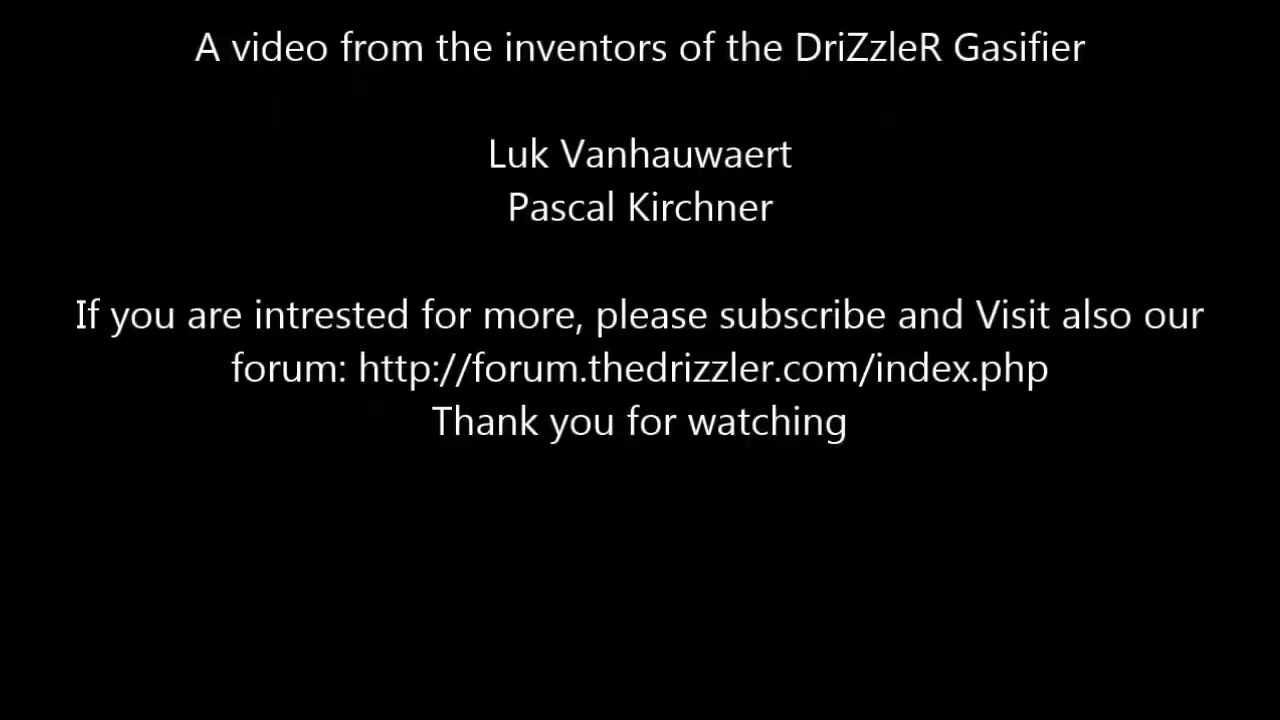 A video from the inventors of the DriZzleR Gasifier
Luk Vanhauwaert
Pascal Kirchner
If you are intrested for more, please subscribe and Visit also our
forum: http://forum.thedrizzler.com/index.php
Thank you for watching